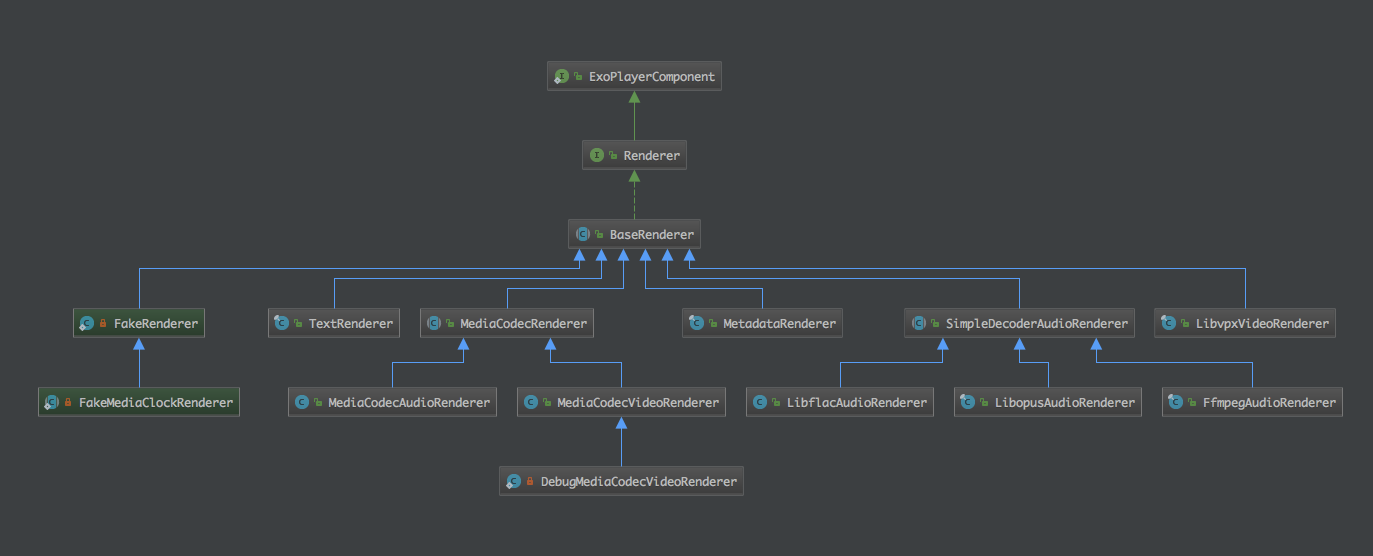 ExoPlayerComponent
Renderer
BaseRenderer
FakeRenderer
TextRenderer
MediaCodecRenderer
MetadataRenderer
SimpleDecoderAudioRenderer
LibvpxVideoRenderer
FakeMediaClockRenderer
MediaCodecAudioRenderer
MediaCodecVideoRenderer
LibflacAudioRenderer
LibopusAudioRenderer
FfmpegAudioRenderer
DebugMediaCodecVideoRenderer